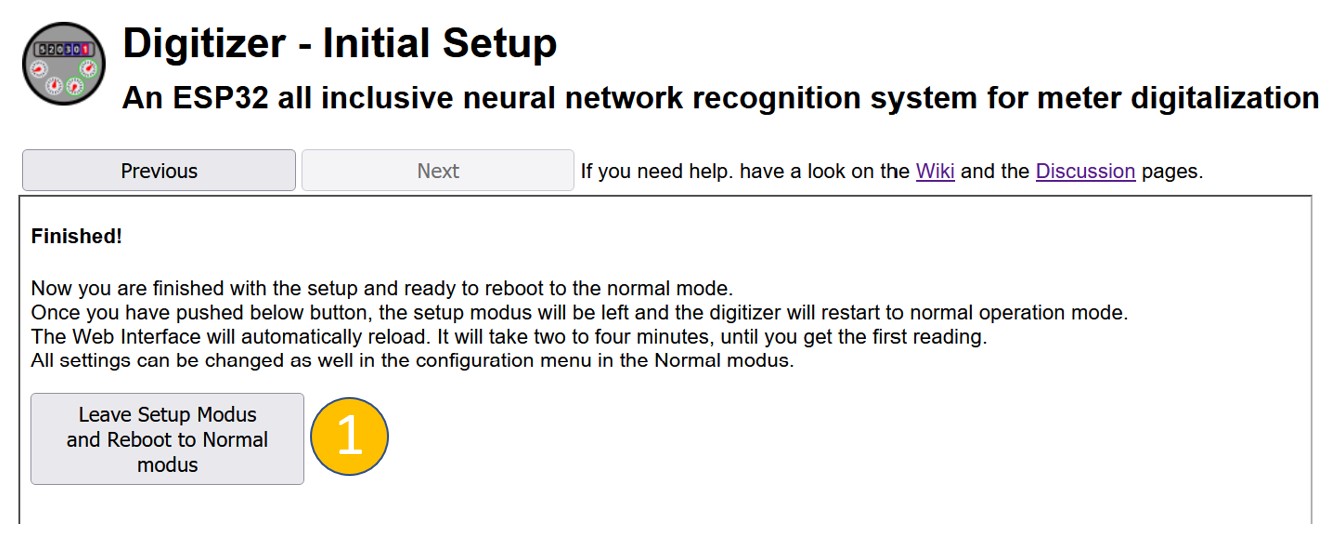 Digitizer - Initial Setup
An ESP32 all inclusive neural network recognition system for meter digitalization
Previous
Next
If you need help. have a look on the Wiki and the Discussion pages.
Finished!
Now you are finished with the setup and ready to reboot to the normal mode.
Once you have pushed below button, the setup modus will be left and the digitizer will restart to normal operation mode.
The Web Interface will automatically reload. It will take two to four minutes, until you get the first reading.
All settings can be changed as well in the configuration menu in the Normal modus.
Leave Setup Modus
and Reboot to Normal
modus
1